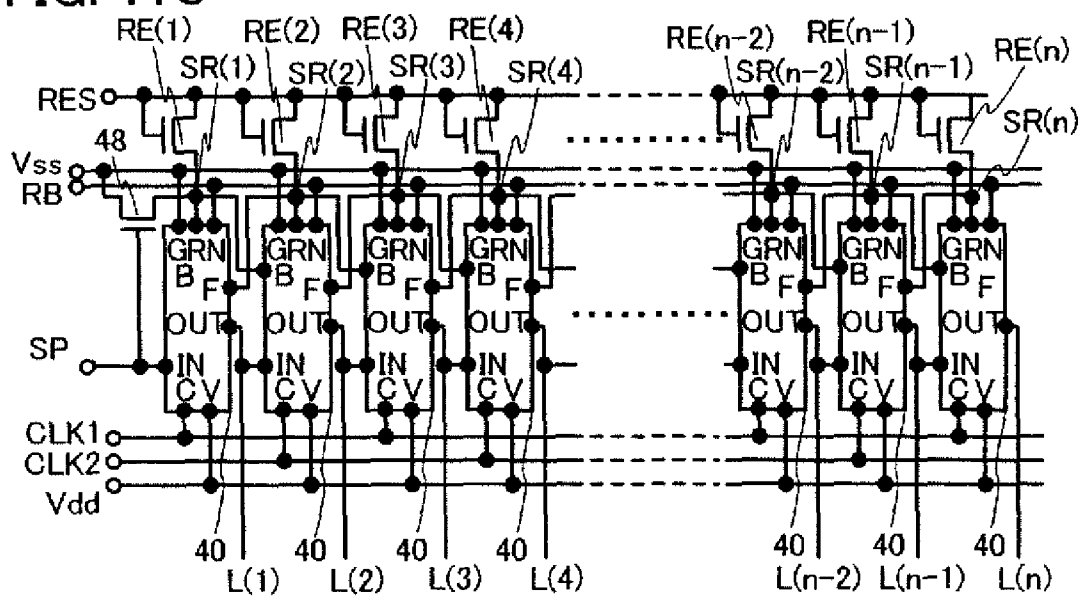 RE(1) RE(2) RE(3) RE(4) RE(n-2) RE(n-1) RE(n)
SR(1) SR(2) SR(3) SR(4) SR(n-2) SR(n-1) SR(n)
RES
48
Vss
RB
GRN GRN GRN GRN GRN GRN GRN
B B B B B B B
F F F F F F F
OUT OUT OUT OUT OUT OUT OUT
SP
IN IN IN IN IN IN IN
C V C V C V C V C V C V C V
CLK1
CLK2
Vdd
40 40 40 40 40 40 40
L(1) L(2) L(3) L(4) L(n-2) L(n-1) L(n)